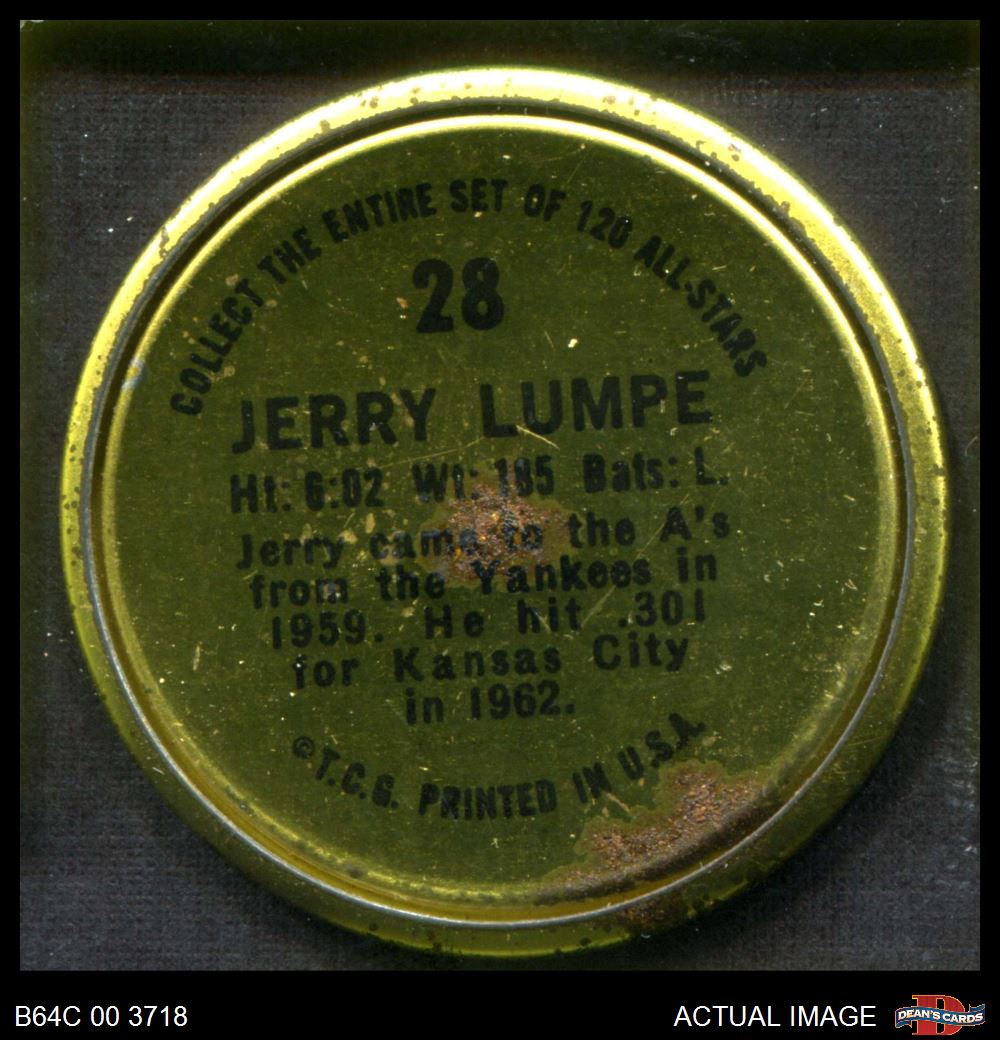 COLLECT THE ENTIRE SET OF 120 ALL-STARS
28
JERRY LUMPE
Ht: 6:02 Wt: 185 Bats: L.
Jerry came to the A's
from the Yankees in
1959. He hit .301
for Kansas City
in 1962.
©T.C.G. PRINTED IN U.S.A.
B64C 00 3718
ACTUAL IMAGE
D
DEAN'S CARDS